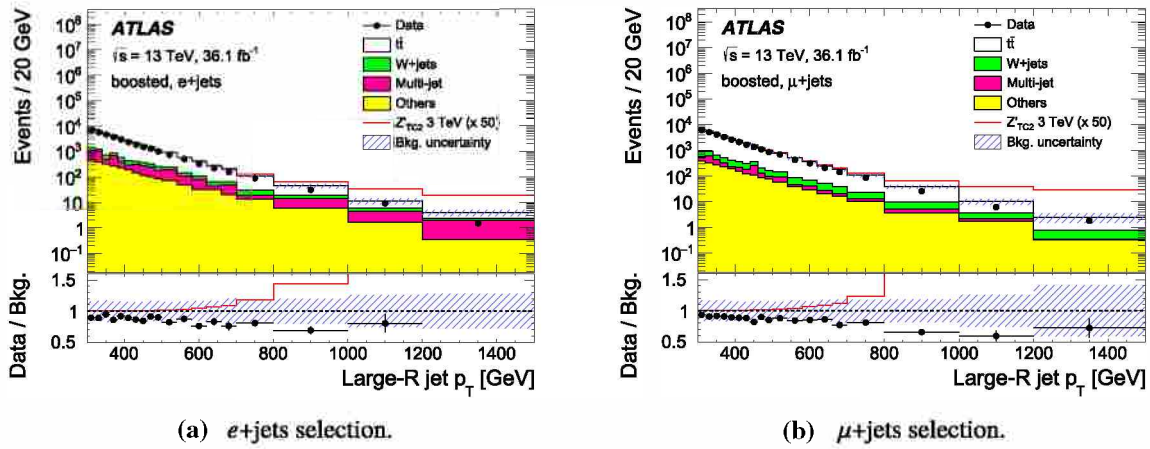 ATLAS
√s = 13 TeV, 36.1 fb⁻¹
boosted, e+jets
Data
tt̄
W+jets
Multi-jet
Others
Z'TC2 3 TeV (x 50)
Bkg. uncertainty
Events / 20 GeV
10⁸
10⁷
10⁶
10⁵
10⁴
10³
10²
10
1
10⁻¹
Data / Bkg.
1.5
1
0.5
400 600 800 1000 1200 1400
Large-R jet pT [GeV]
(a) e+jets selection.
ATLAS
√s = 13 TeV, 36.1 fb⁻¹
boosted, μ+jets
Data
tt̄
W+jets
Multi-jet
Others
Z'TC2 3 TeV (x 50)
Bkg. uncertainty
Events / 20 GeV
10⁸
10⁷
10⁶
10⁵
10⁴
10³
10²
10
1
10⁻¹
Data / Bkg.
1.5
1
0.5
400 600 800 1000 1200 1400
Large-R jet pT [GeV]
(b) μ+jets selection.